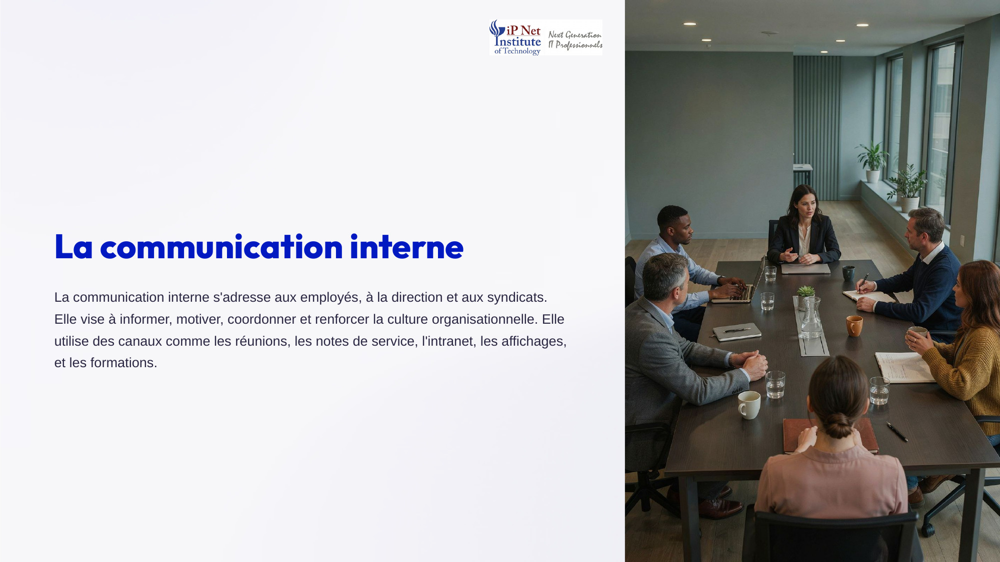 iP Net
Institute
of Technology
Next Generation
IT Professionnels
La communication interne
La communication interne s'adresse aux employés, à la direction et aux syndicats.
Elle vise à informer, motiver, coordonner et renforcer la culture organisationnelle. Elle
utilise des canaux comme les réunions, les notes de service, l'intranet, les affichages,
et les formations.